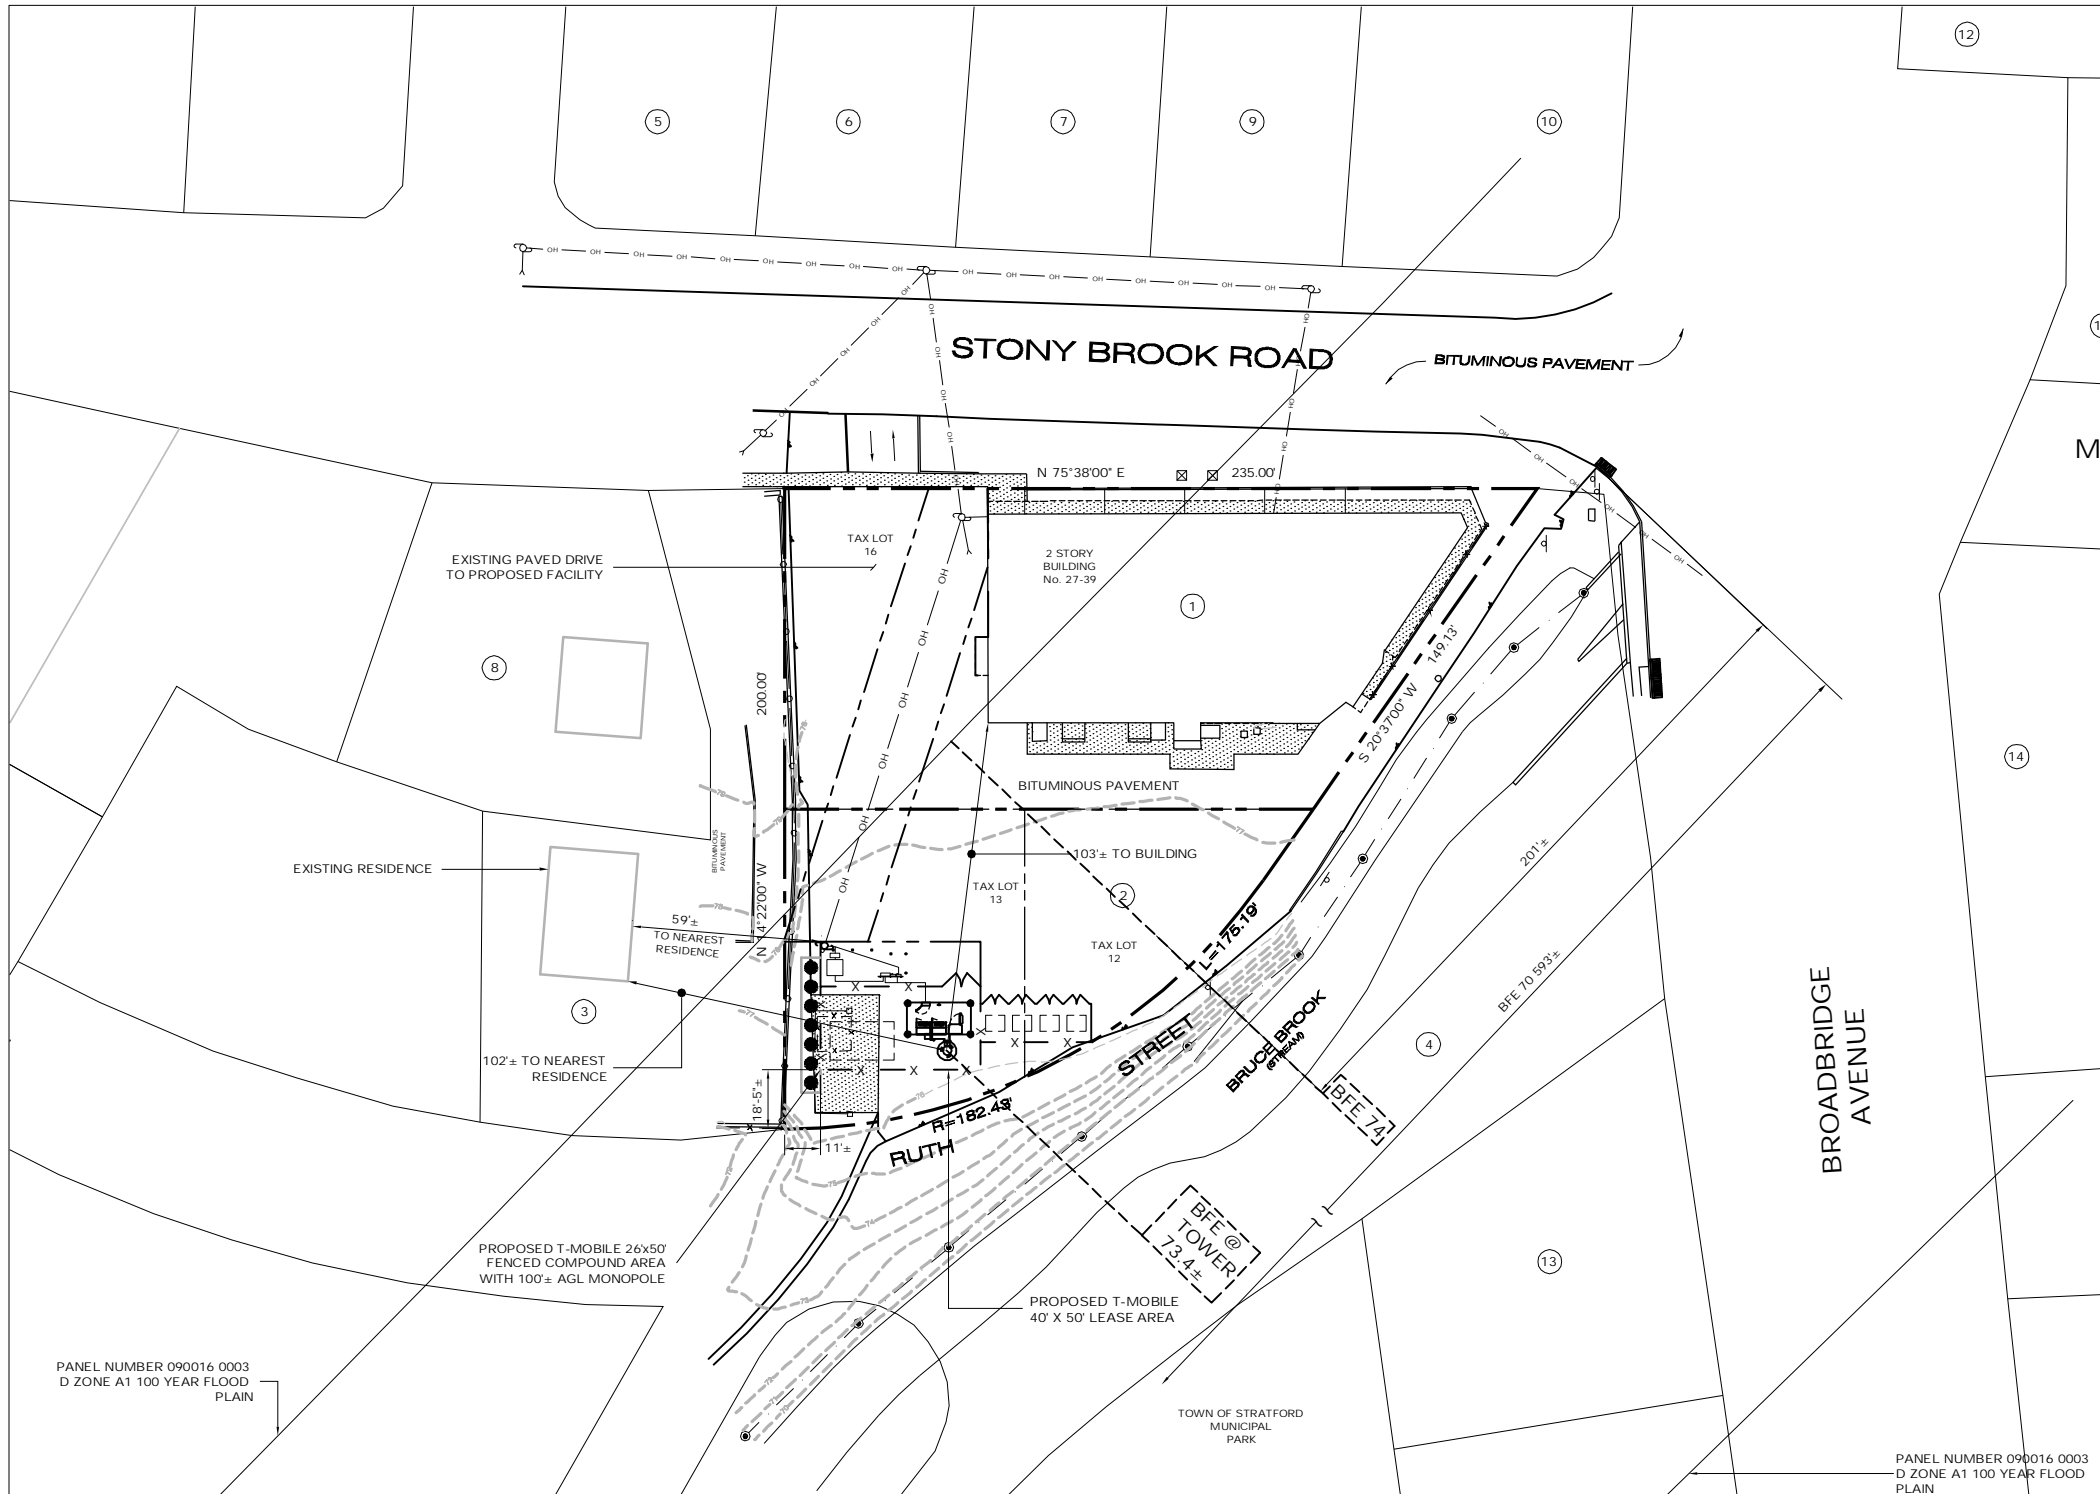 12
5
6
7
9
10
STONY BROOK ROAD
BITUMINOUS PAVEMENT
M
N 75°38'00" E
235.00'
TAX LOT
16
EXISTING PAVED DRIVE
TO PROPOSED FACILITY
2 STORY
BUILDING
No. 27-39
1
8
200.00'
149.13'
S 20°37'00" W
14
BITUMINOUS PAVEMENT
77
BITUMINOUS
PAVEMENT
EXISTING RESIDENCE
103'± TO BUILDING
201'±
TAX LOT
13
2
N 14°22'00" W
59'±
TO NEAREST
RESIDENCE
TAX LOT
12
L=175.19'
BFE 70 593'±
3
BROADBRIDGE
AVENUE
STREET
BRUCE BROOK
(STREAM)
4
102'± TO NEAREST
RESIDENCE
18'-5"±
R=182.43'
11'±
RUTH
BFE 74
BFE @
TOWER
73.4±
PROPOSED T-MOBILE 26'x50'
FENCED COMPOUND AREA
WITH 100'± AGL MONOPOLE
13
PROPOSED T-MOBILE
40' X 50' LEASE AREA
PANEL NUMBER 090016 0003
D ZONE A1 100 YEAR FLOOD
PLAIN
TOWN OF STRATFORD
MUNICIPAL
PARK
PANEL NUMBER 090016 0003
D ZONE A1 100 YEAR FLOOD
PLAIN